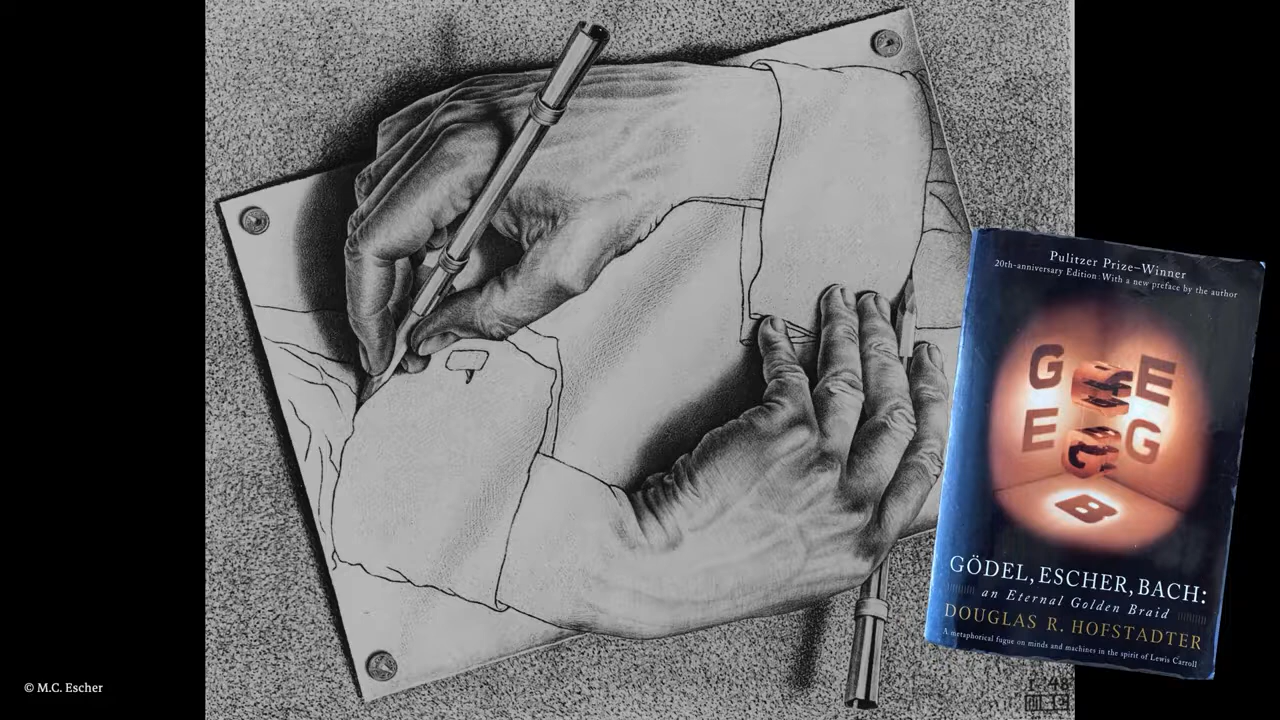 Pulitzer Prize–Winner
20th-anniversary Edition: With a new preface by the author
G E
E G
B
GÖDEL, ESCHER, BACH:
an Eternal Golden Braid
DOUGLAS R. HOFSTADTER
A metaphorical fugue on minds and machines in the spirit of Lewis Carroll
© M.C. Escher